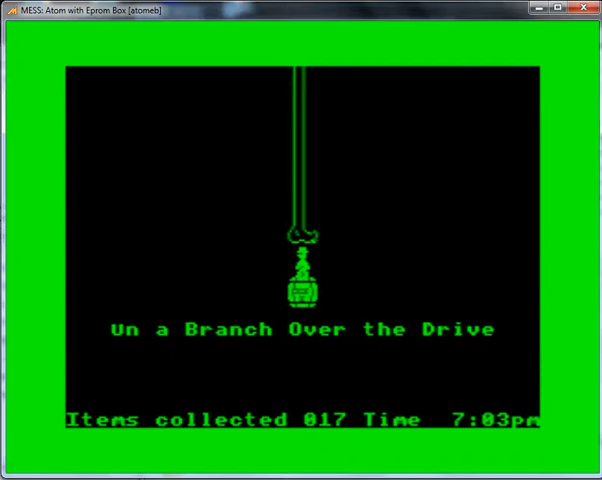 MESS: Atom with Eprom Box [atomeb]
Un a Branch Over the Drive
Items collected 017 Time 7:03pm